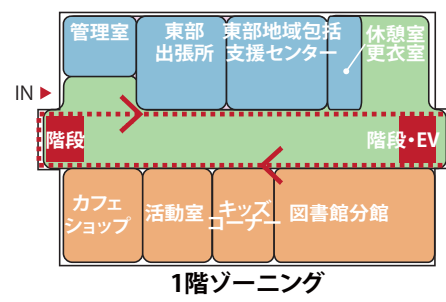 管理室
東部
出張所
東部地域包括
支援センター
休憩室
更衣室
IN
階段
階段・EV
カフェ
ショップ
活動室
キッズ
コーナー
図書館分館
1階ゾーニング